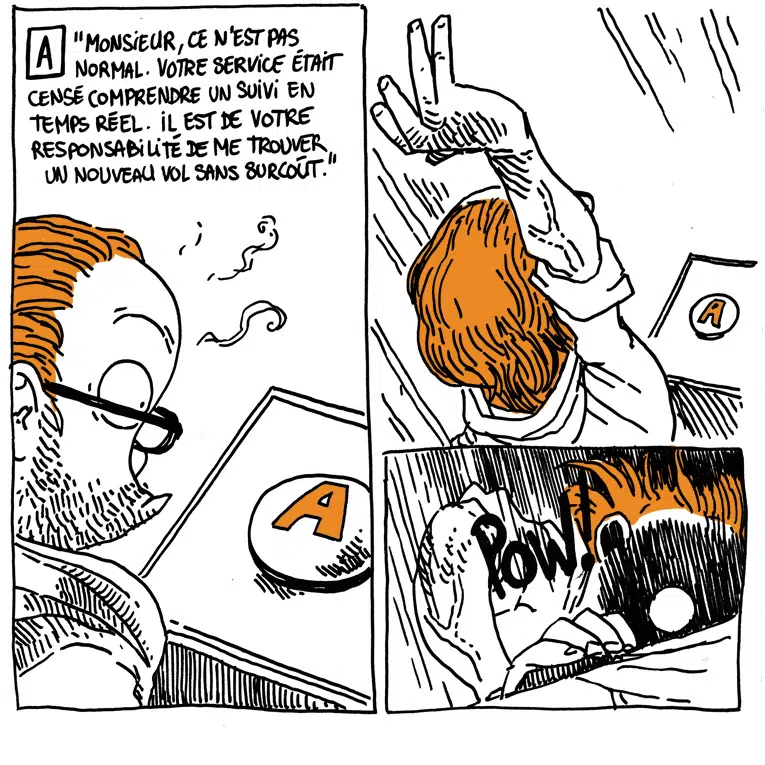 A "MONSIEUR, CE N'EST PAS
NORMAL. VOTRE SERVICE ÉTAIT
CENSÉ COMPRENDRE UN SUIVI EN
TEMPS RÉEL. IL EST DE VOTRE
RESPONSABILITÉ DE ME TROUVER
UN NOUVEAU VOL SANS SURCOÛT."
A
A
POW!